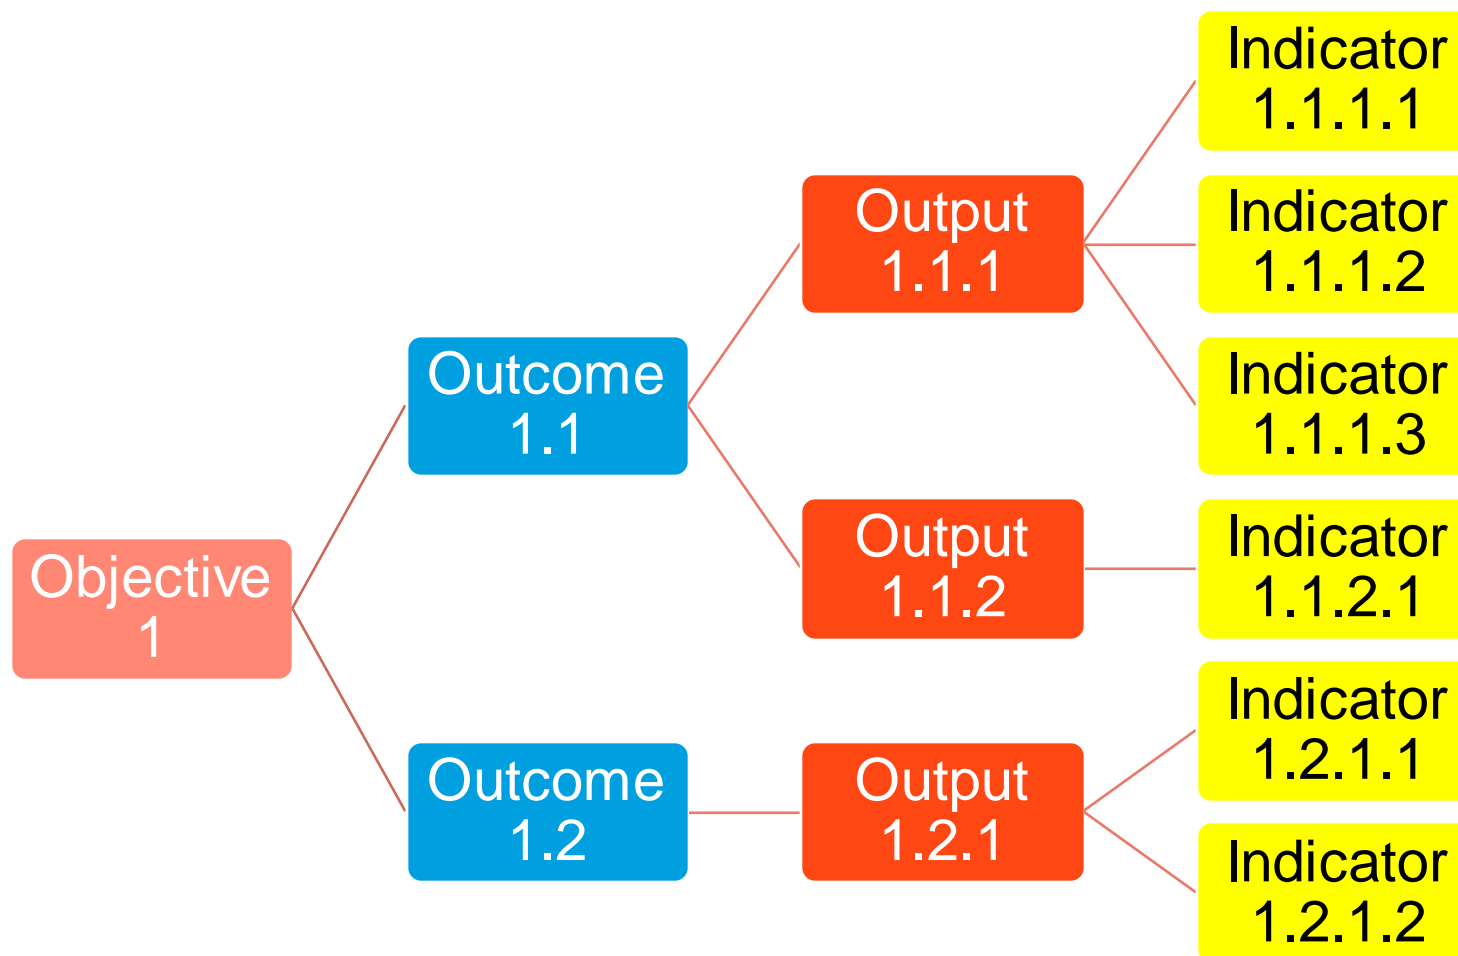 Objective
1
Outcome
1.1
Output
1.1.1
Indicator
1.1.1.1
Indicator
1.1.1.2
Indicator
1.1.1.3
Output
1.1.2
Indicator
1.1.2.1
Outcome
1.2
Output
1.2.1
Indicator
1.2.1.1
Indicator
1.2.1.2